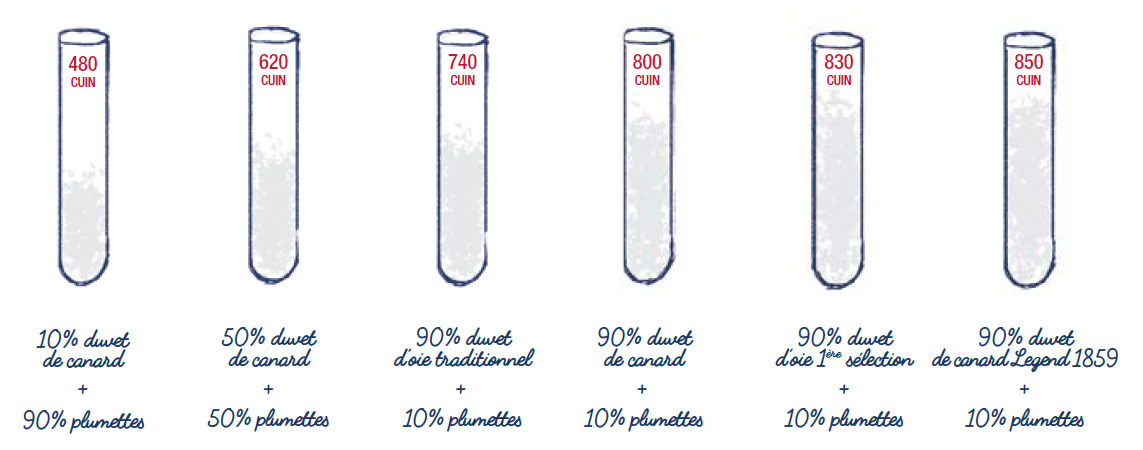 480
CUIN
620
CUIN
740
CUIN
800
CUIN
830
CUIN
850
CUIN
10% duvet
de canard
+
90% plumettes
50% duvet
de canard
+
50% plumettes
90% duvet
d'oie traditionnel
+
10% plumettes
90% duvet
de canard
+
10% plumettes
90% duvet
d'oie 1ère sélection
+
10% plumettes
90% duvet
de canard Legend 1859
+
10% plumettes